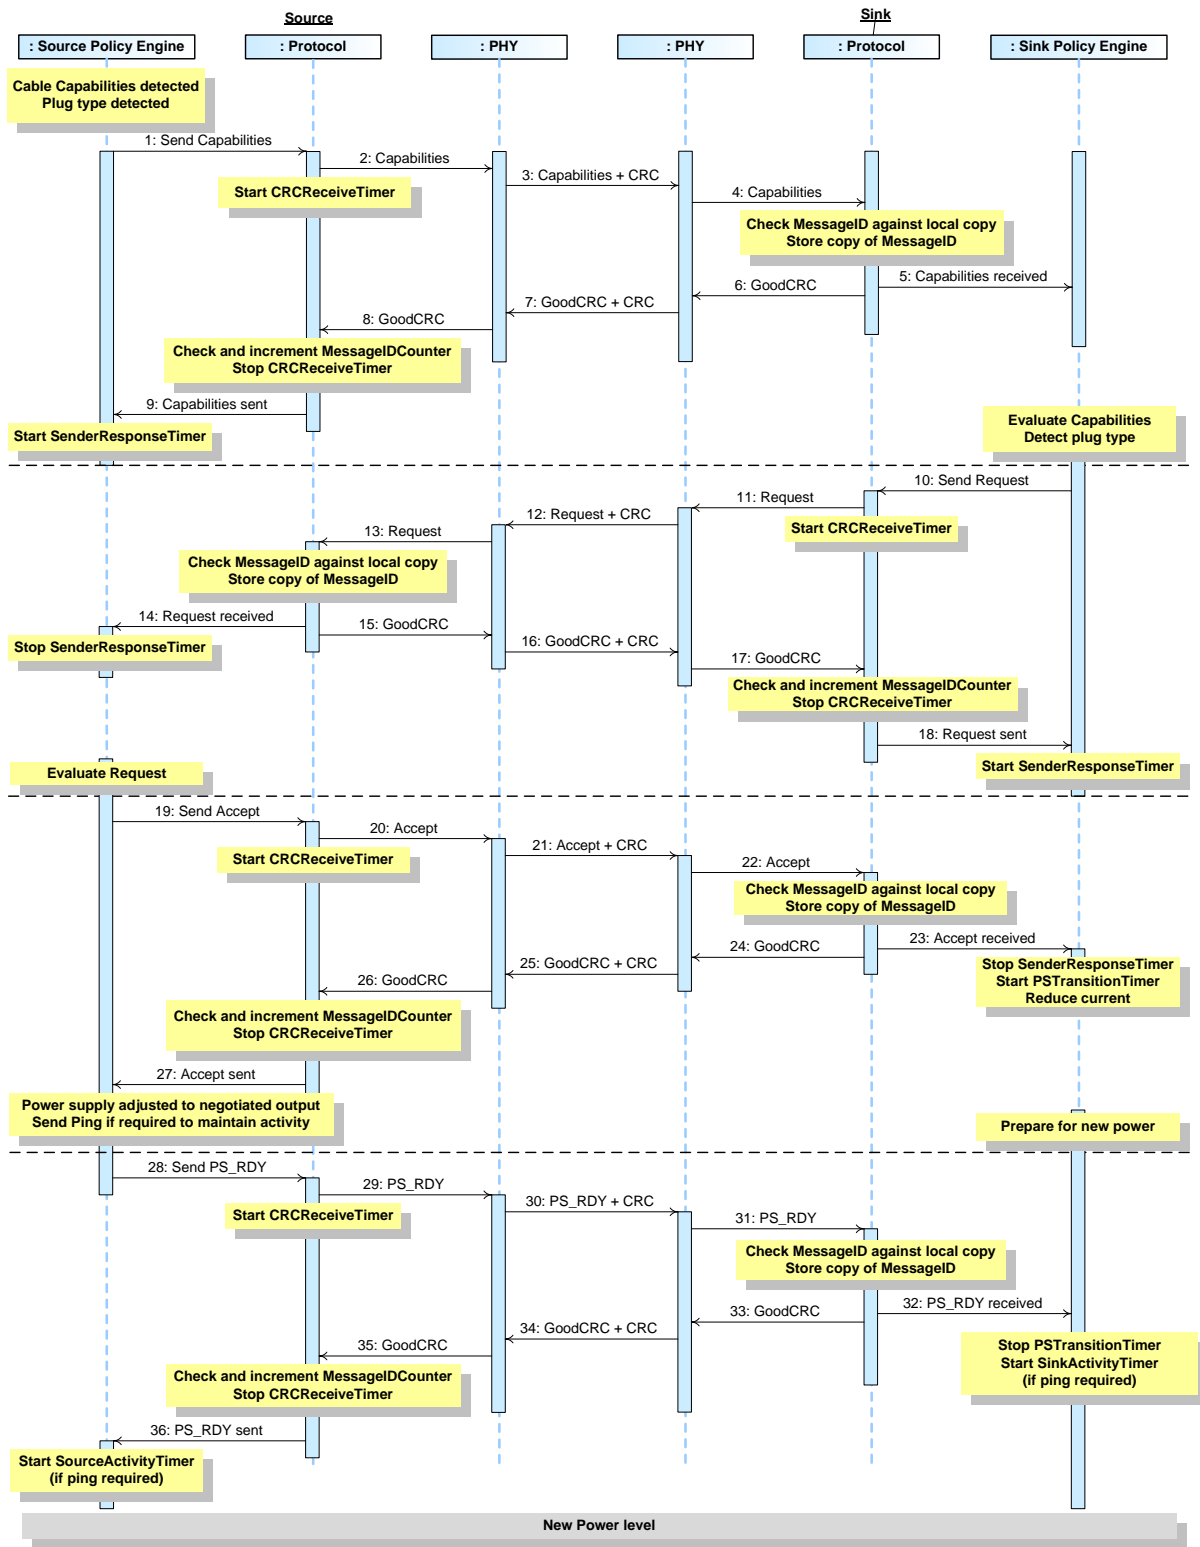 Source
Sink
: Source Policy Engine
: Protocol
: PHY
: PHY
: Protocol
: Sink Policy Engine
Cable Capabilities detected
Plug type detected
1: Send Capabilities
2: Capabilities
3: Capabilities + CRC
Start CRCReceiveTimer
4: Capabilities
Check MessageID against local copy
Store copy of MessageID
5: Capabilities received
6: GoodCRC
7: GoodCRC + CRC
8: GoodCRC
Check and increment MessageIDCounter
Stop CRCReceiveTimer
9: Capabilities sent
Start SenderResponseTimer
Evaluate Capabilities
Detect plug type
10: Send Request
11: Request
12: Request + CRC
Start CRCReceiveTimer
13: Request
Check MessageID against local copy
Store copy of MessageID
14: Request received
15: GoodCRC
Stop SenderResponseTimer
16: GoodCRC + CRC
17: GoodCRC
Check and increment MessageIDCounter
Stop CRCReceiveTimer
18: Request sent
Start SenderResponseTimer
Evaluate Request
19: Send Accept
20: Accept
21: Accept + CRC
Start CRCReceiveTimer
22: Accept
Check MessageID against local copy
Store copy of MessageID
23: Accept received
24: GoodCRC
25: GoodCRC + CRC
Stop SenderResponseTimer
Start PSTransitionTimer
Reduce current
26: GoodCRC
Check and increment MessageIDCounter
Stop CRCReceiveTimer
27: Accept sent
Power supply adjusted to negotiated output
Send Ping if required to maintain activity
Prepare for new power
28: Send PS_RDY
29: PS_RDY
30: PS_RDY + CRC
Start CRCReceiveTimer
31: PS_RDY
Check MessageID against local copy
Store copy of MessageID
32: PS_RDY received
33: GoodCRC
34: GoodCRC + CRC
35: GoodCRC
Stop PSTransitionTimer
Start SinkActivityTimer
(if ping required)
Check and increment MessageIDCounter
Stop CRCReceiveTimer
36: PS_RDY sent
Start SourceActivityTimer
(if ping required)
New Power level